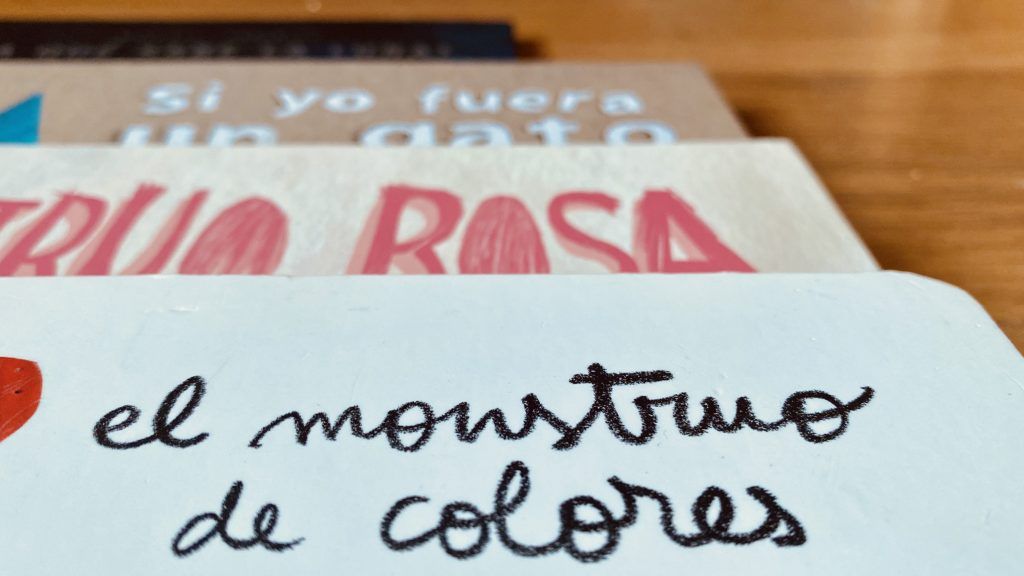 Si yo fuera
un gato
TRUO ROSA
el monstruo
de colores